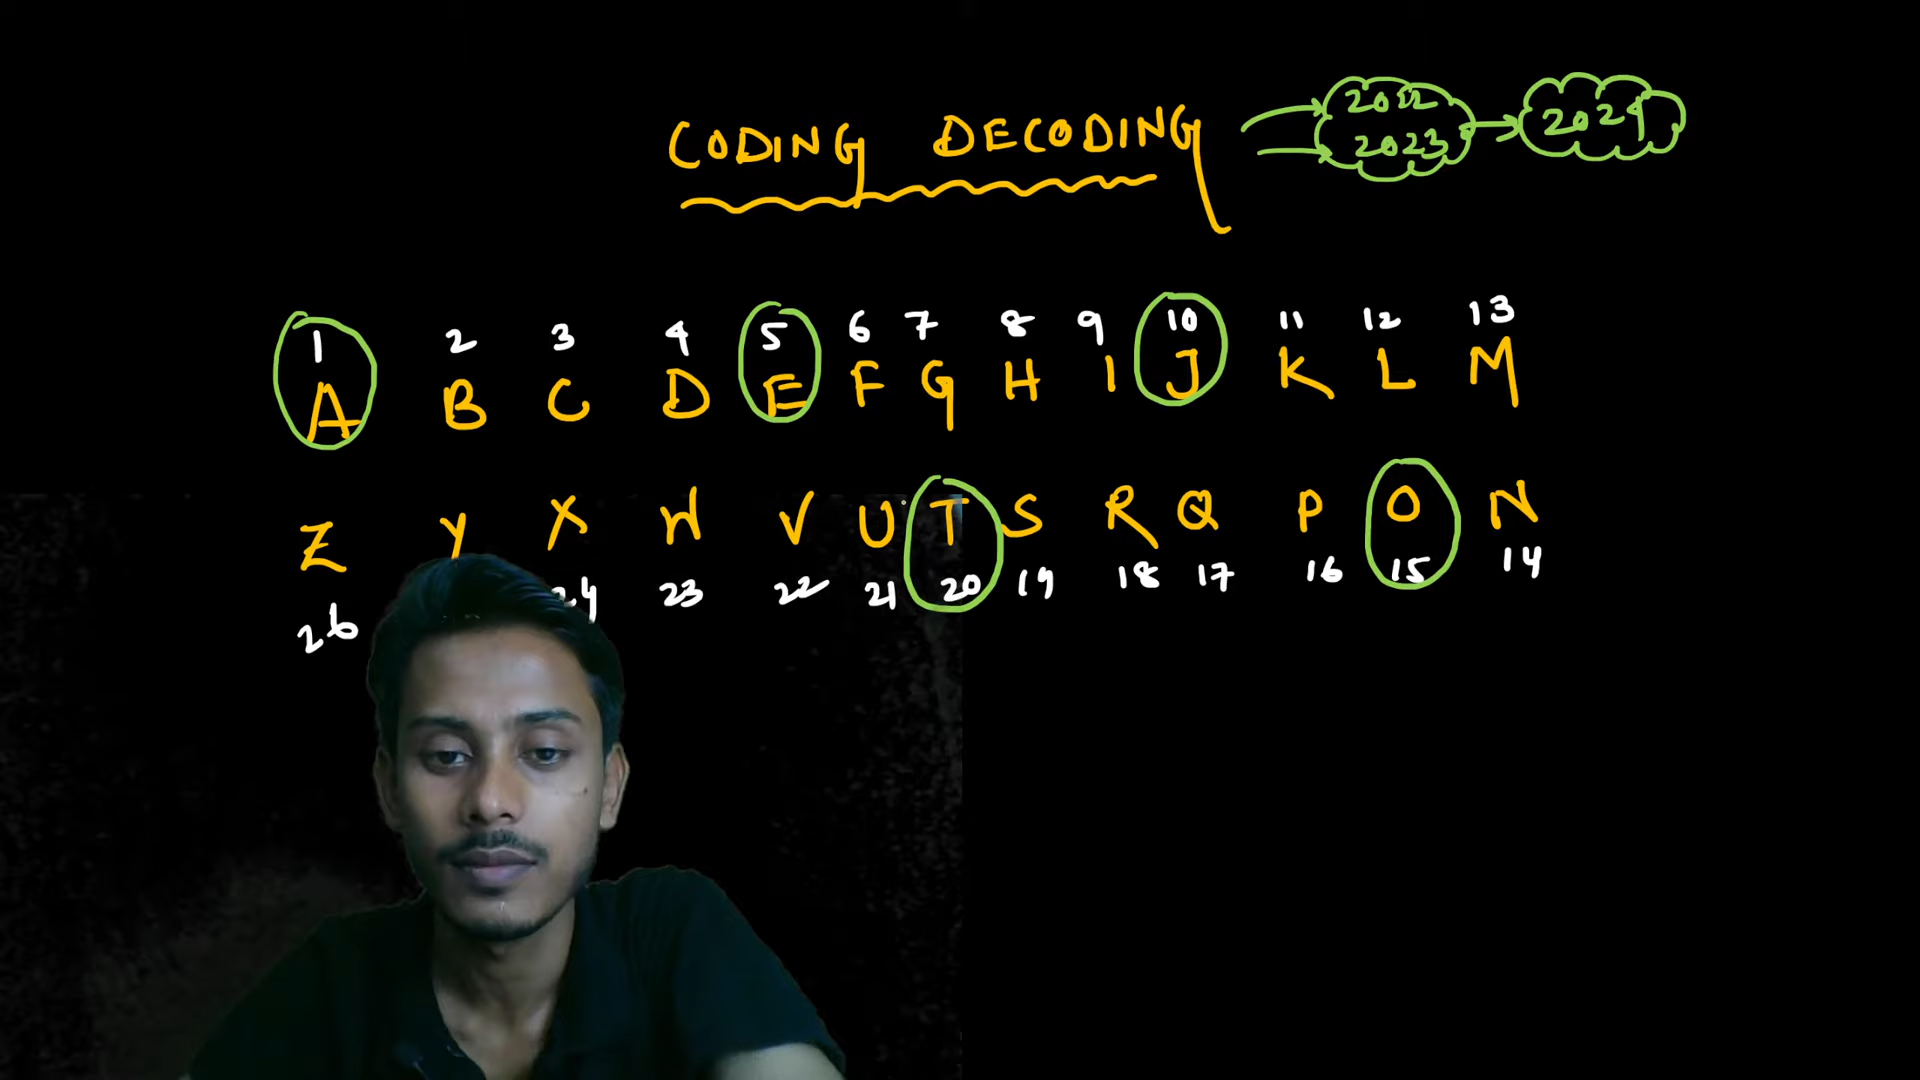 CODING DECODING
2022
2023
2024
1 2 3 4 5 6 7 8 9 10 11 12 13
A B C D E F G H I J K L M
Z Y X W V U T S R Q P O N
26 24 23 22 21 20 19 18 17 16 15 14